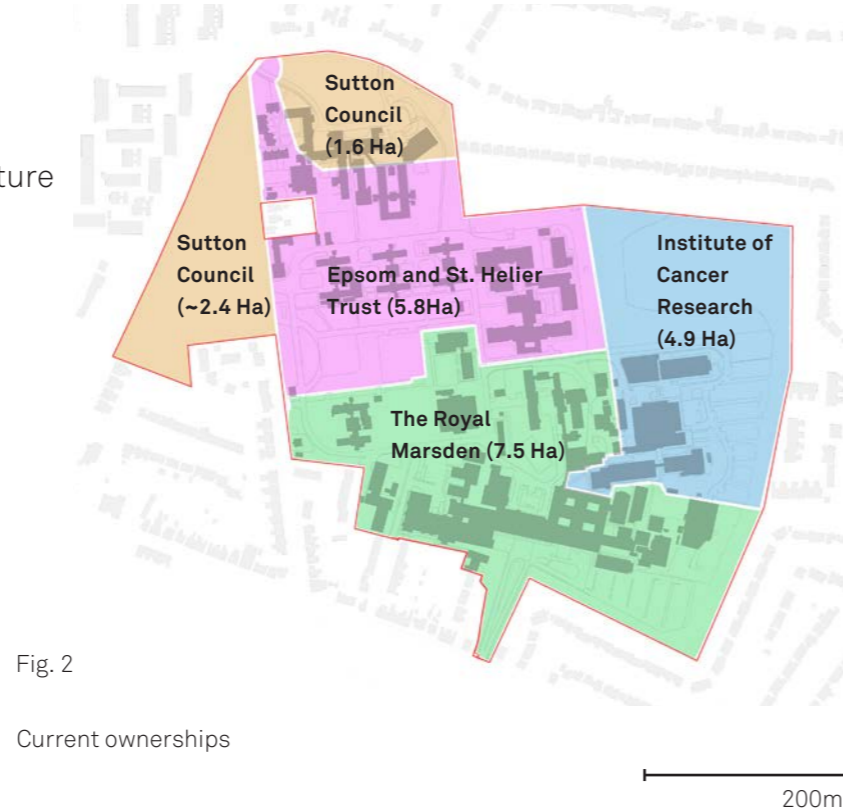 ture
Sutton
Council
(1.6 Ha)
Sutton
Council
(~2.4 Ha)
Epsom and St. Helier
Trust (5.8Ha)
Institute of
Cancer
Research
(4.9 Ha)
The Royal
Marsden (7.5 Ha)
Fig. 2
Current ownerships
200m